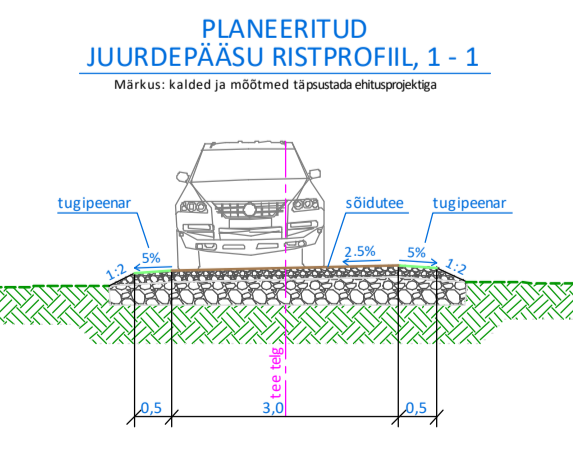 PLANEERITUD
JUURDEPÄÄSU RISTPROFIIL, 1 - 1
Märkus: kalded ja mõõtmed täpsustada ehitusprojektiga
tugipeenar
sõidutee
tugipeenar
5%
2.5%
5%
1:2
1:2
tee telg
0,5
3,0
0,5